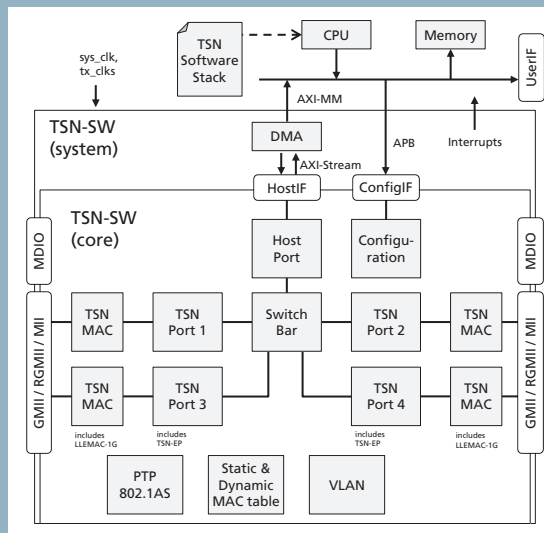 TSN
Software
Stack
CPU
Memory
UserIF
sys_clk,
tx_clks
AXI-MM
TSN-SW
(system)
DMA
APB
Interrupts
AXI-Stream
HostIF
ConfigIF
TSN-SW
(core)
MDIO
MDIO
Host
Port
Configu-
ration
GMII / RGMII / MII
TSN
MAC
TSN
Port 1
Switch
Bar
TSN
Port 2
TSN
MAC
GMII / RGMII / MII
TSN
MAC
TSN
Port 3
TSN
Port 4
TSN
MAC
includes
LLEMAC-1G
includes
TSN-EP
includes
TSN-EP
includes
LLEMAC-1G
PTP
802.1AS
Static &
Dynamic
MAC table
VLAN